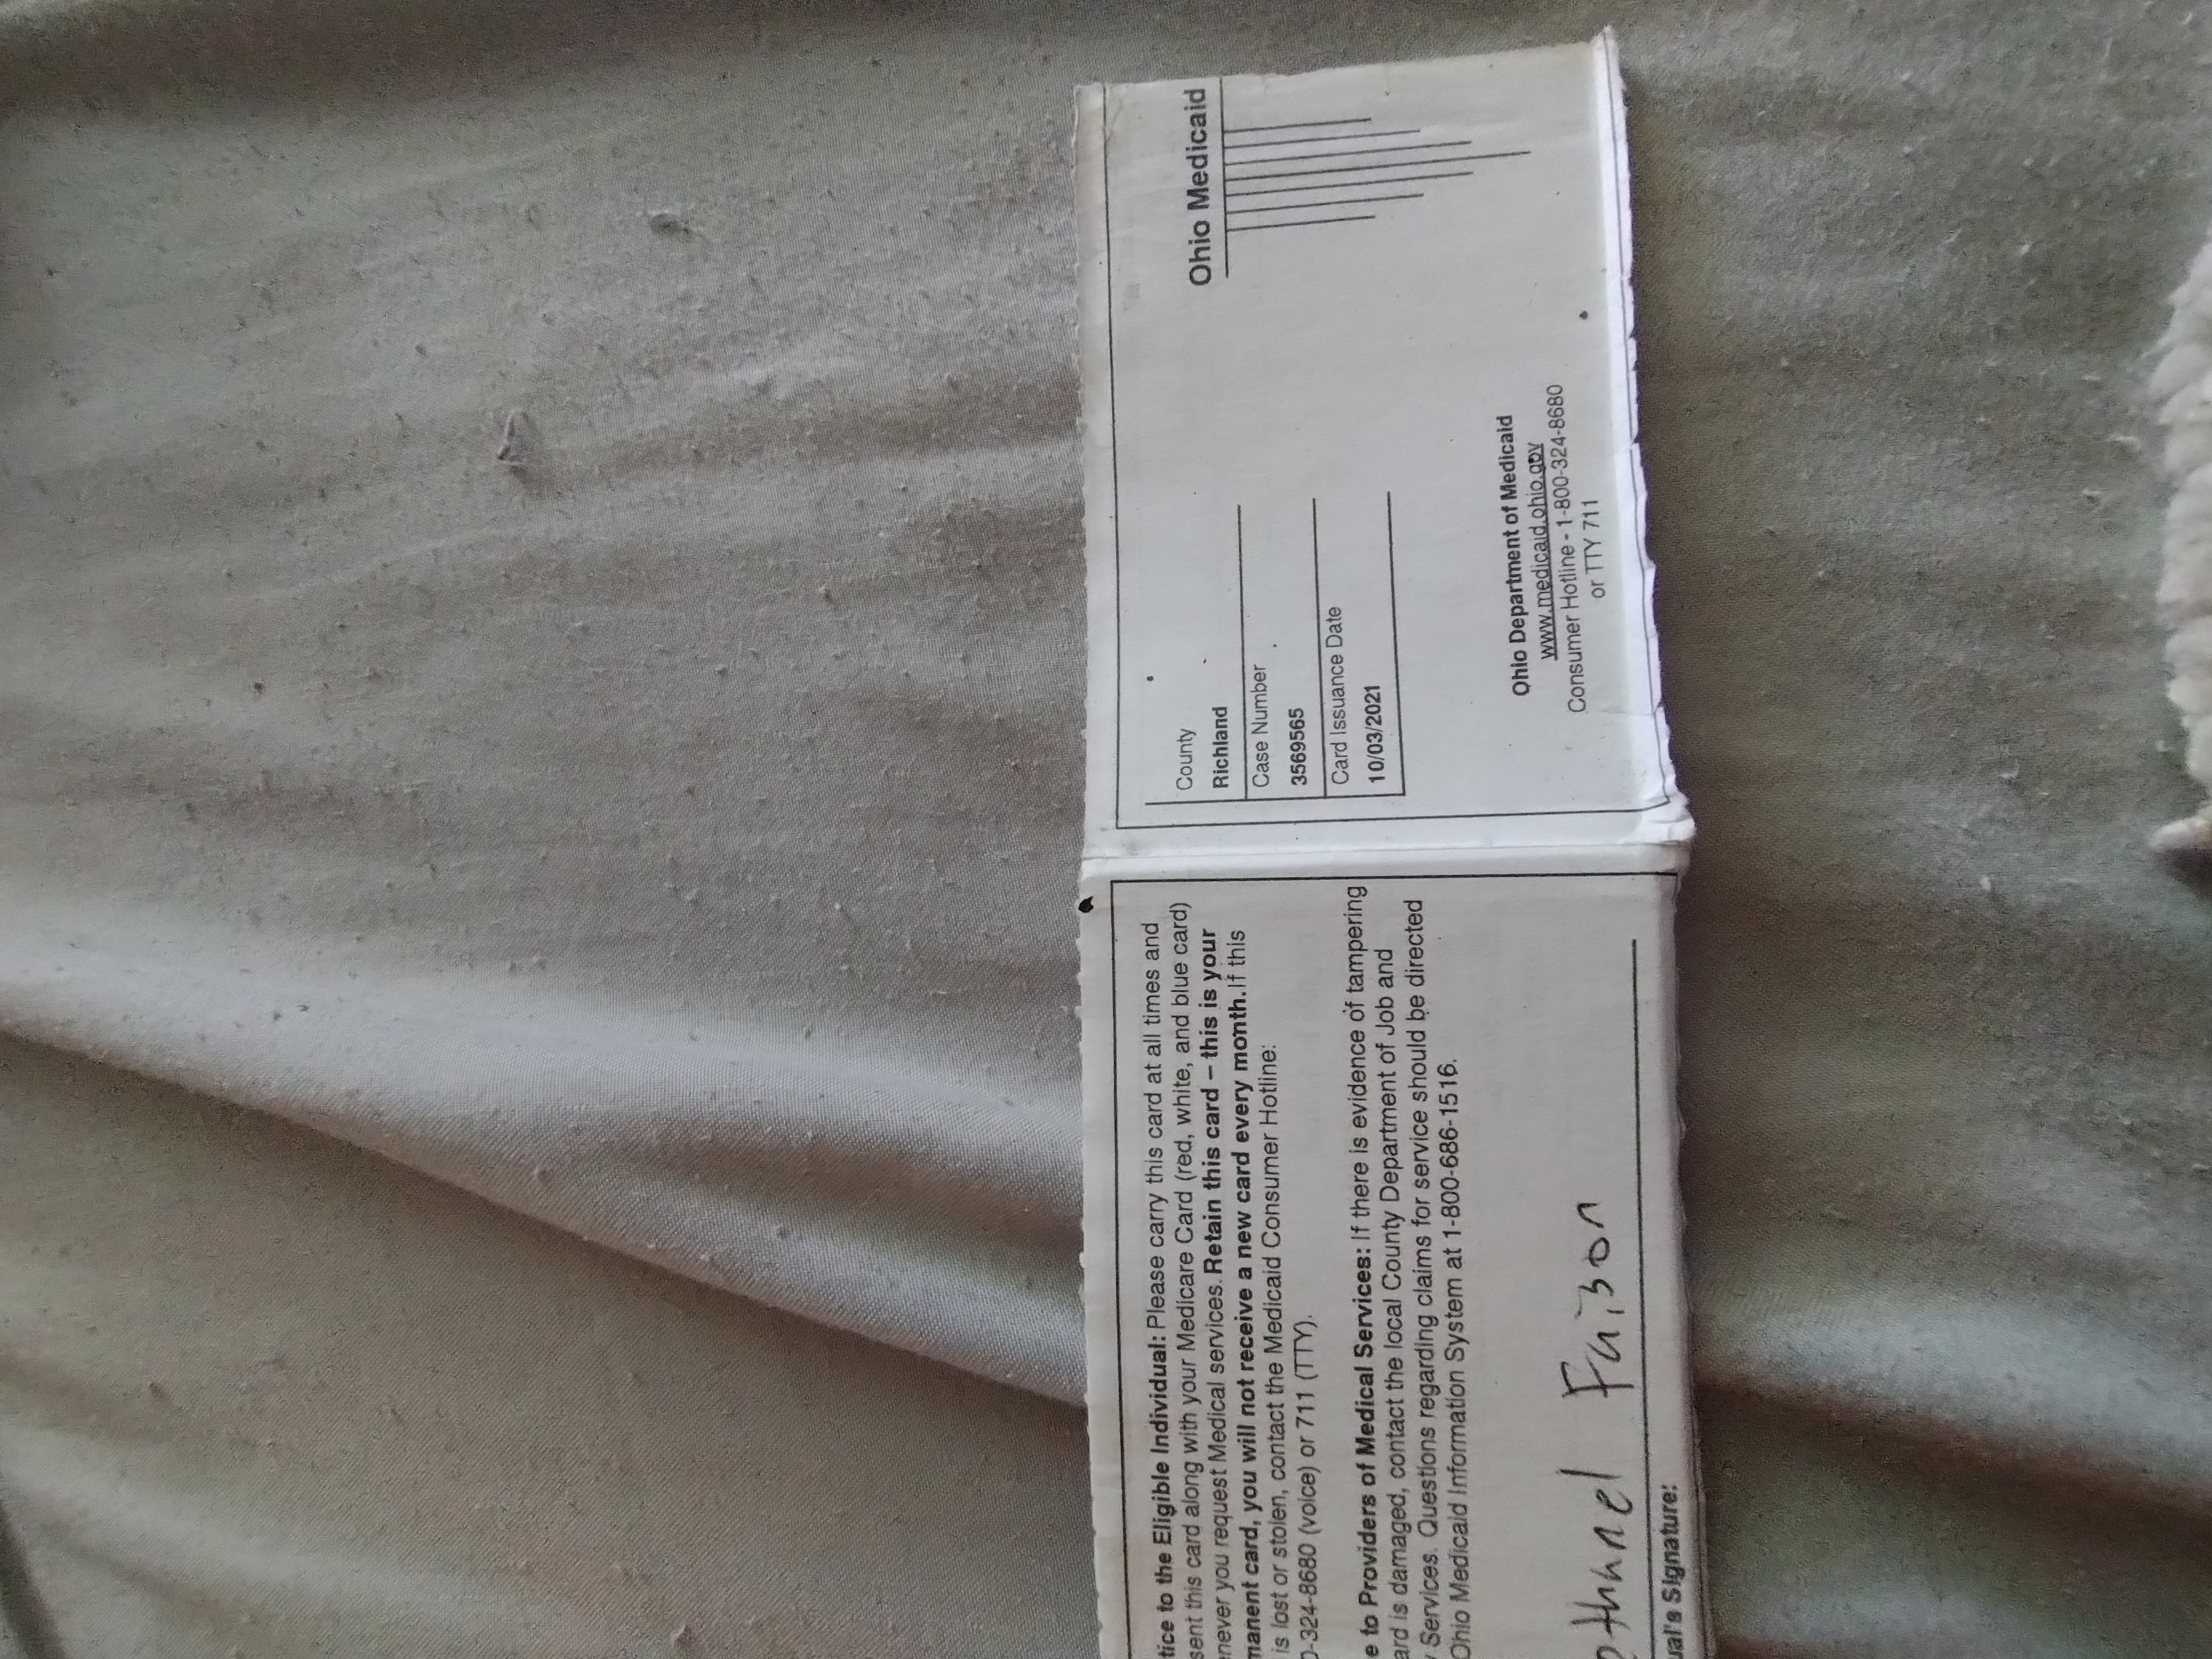 Ohio Medicaid
County
Richland
Case Number
3569565
Card Issuance Date
10/03/2021
Ohio Department of Medicaid
www.medicaid.ohio.gov
Consumer Hotline - 1-800-324-8680
or TTY 711
tice to the Eligible Individual: Please carry this card at all times and
sent this card along with your Medicare Card (red, white, and blue card)
never you request Medical services. Retain this card – this is your
manent card, you will not receive a new card every month. If this
is lost or stolen, contact the Medicaid Consumer Hotline:
0-324-8680 (voice) or 711 (TTY).
e to Providers of Medical Services: If there is evidence of tampering
ard is damaged, contact the local County Department of Job and
Services. Questions regarding claims for service should be directed
Ohio Medicaid Information System at 1-800-686-1516.
Faison
ual's Signature: